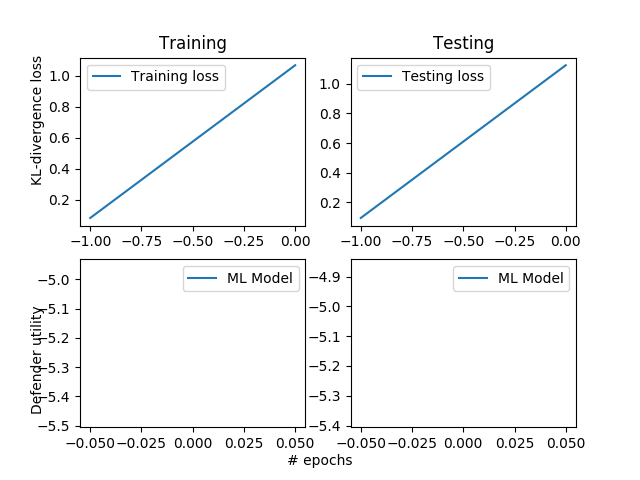 Training
Testing
KL-divergence loss
1.0
0.8
0.6
0.4
0.2
Training loss
−1.00 −0.75 −0.50 −0.25 0.00
1.0
0.8
0.6
0.4
0.2
Testing loss
−1.00 −0.75 −0.50 −0.25 0.00
Defender utility
−5.0
−5.1
−5.2
−5.3
−5.4
−5.5
ML Model
−0.050 −0.025 0.000 0.025 0.050
−4.9
−5.0
−5.1
−5.2
−5.3
−5.4
ML Model
−0.050 −0.025 0.000 0.025 0.050
# epochs